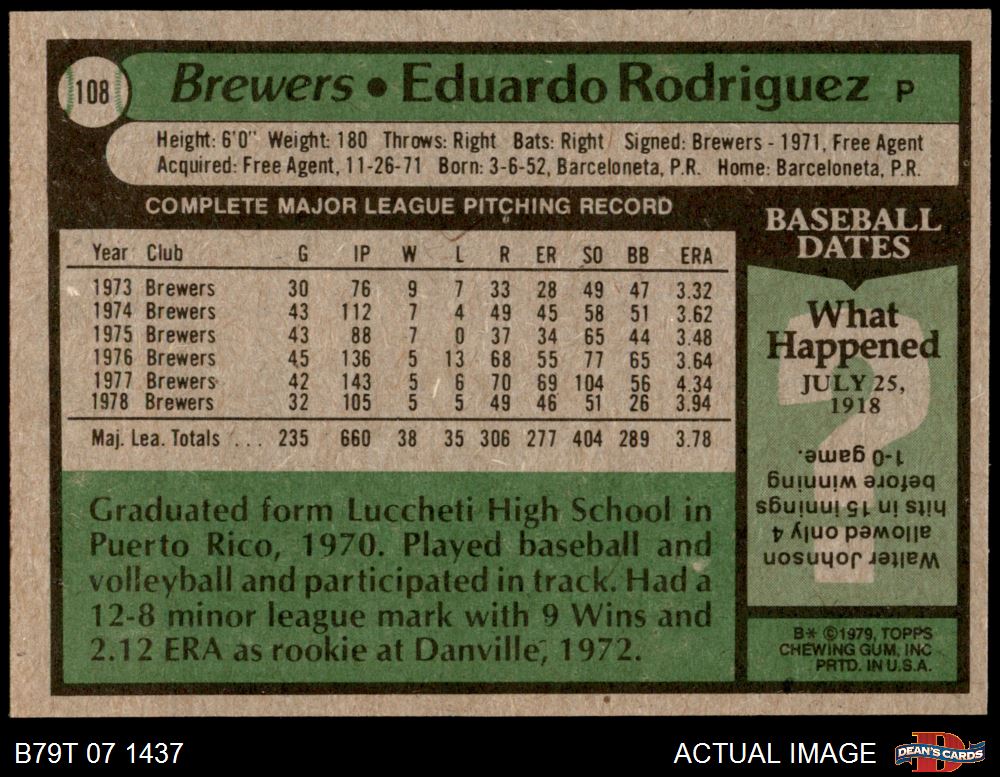 108
Brewers • Eduardo Rodriguez P
Height: 6'0" Weight: 180 Throws: Right Bats: Right Signed: Brewers - 1971, Free Agent
Acquired: Free Agent, 11-26-71 Born: 3-6-52, Barceloneta, P.R. Home: Barceloneta, P.R.
COMPLETE MAJOR LEAGUE PITCHING RECORD
Year Club G IP W L R ER SO BB ERA
1973 Brewers 30 76 9 7 33 28 49 47 3.32
1974 Brewers 43 112 7 4 49 45 58 51 3.62
1975 Brewers 43 88 7 0 37 34 65 44 3.48
1976 Brewers 45 136 5 13 68 55 77 65 3.64
1977 Brewers 42 143 5 6 70 69 104 56 4.34
1978 Brewers 32 105 5 5 49 46 51 26 3.94
Maj. Lea. Totals ... 235 660 38 35 306 277 404 289 3.78
Graduated form Luccheti High School in
Puerto Rico, 1970. Played baseball and
volleyball and participated in track. Had a
12-8 minor league mark with 9 Wins and
2.12 ERA as rookie at Danville, 1972.
BASEBALL
DATES
What
Happened
JULY 25,
1918
Walter Johnson
allowed only 4
hits in 15 innings
before winning
1-0 game.
B* ©1979, TOPPS
CHEWING GUM, INC
PRTD. IN U.S.A.
B79T 07 1437
ACTUAL IMAGE
D
DEAN'S CARDS